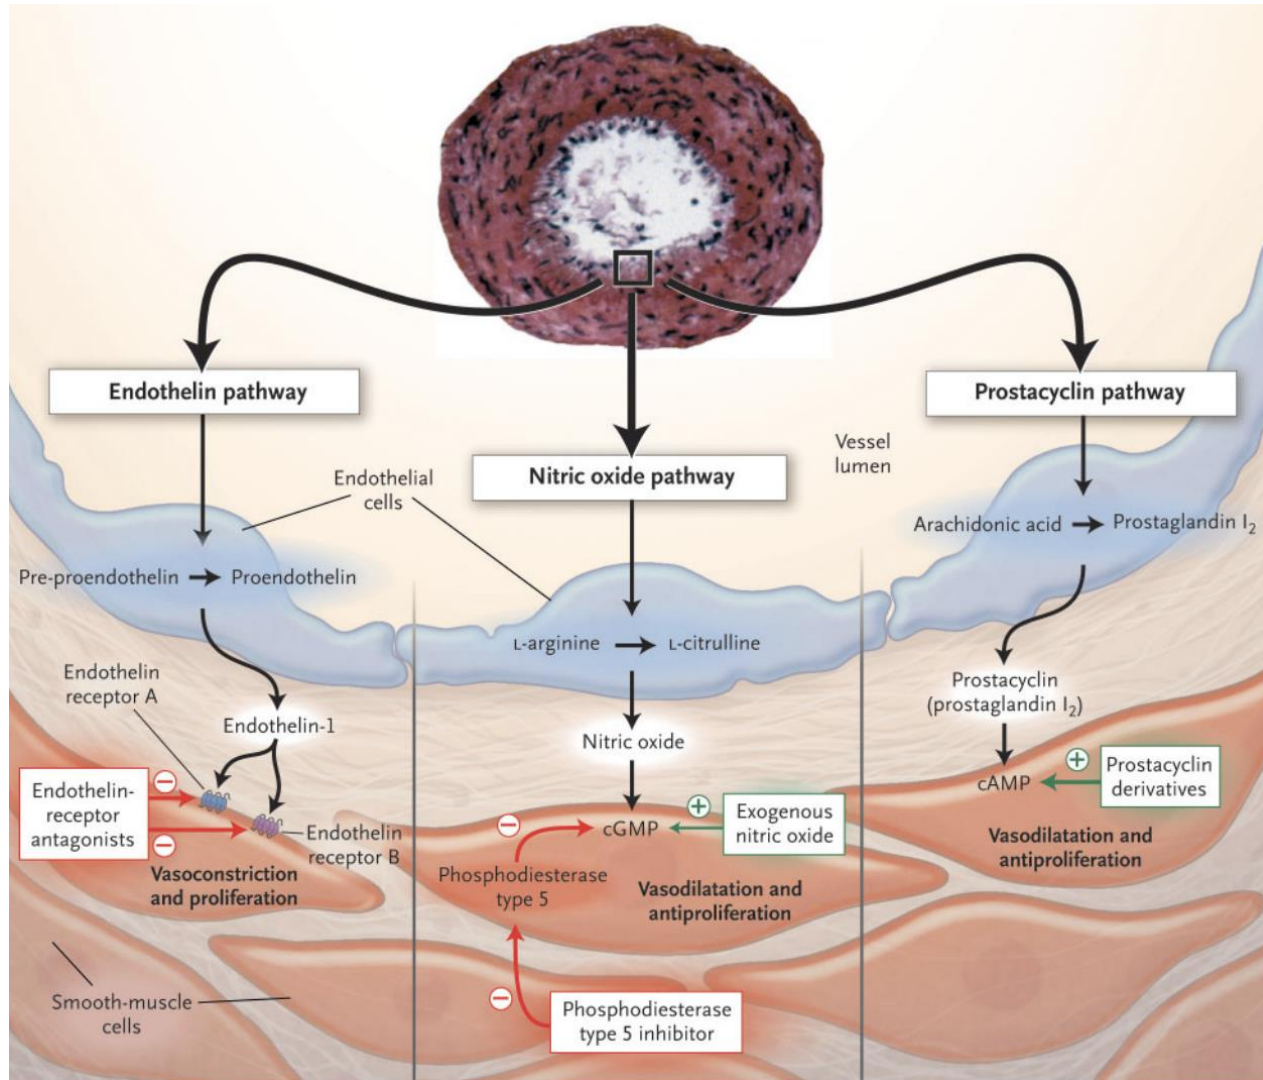 Endothelin pathway
Pre-proendothelin → Proendothelin
Endothelial
cells
Endothelin
receptor A
Endothelin-1
Endothelin-
receptor
antagonists
−
−
Endothelin
receptor B
Vasoconstriction
and proliferation
Smooth-muscle
cells
Nitric oxide pathway
L-arginine → L-citrulline
Nitric oxide
cGMP
−
+
Exogenous
nitric oxide
Phosphodiesterase
type 5
Vasodilatation and
antiproliferation
−
Phosphodiesterase
type 5 inhibitor
Vessel
lumen
Prostacyclin pathway
Arachidonic acid → Prostaglandin I₂
Prostacyclin
(prostaglandin I₂)
cAMP
+
Prostacyclin
derivatives
Vasodilatation and
antiproliferation